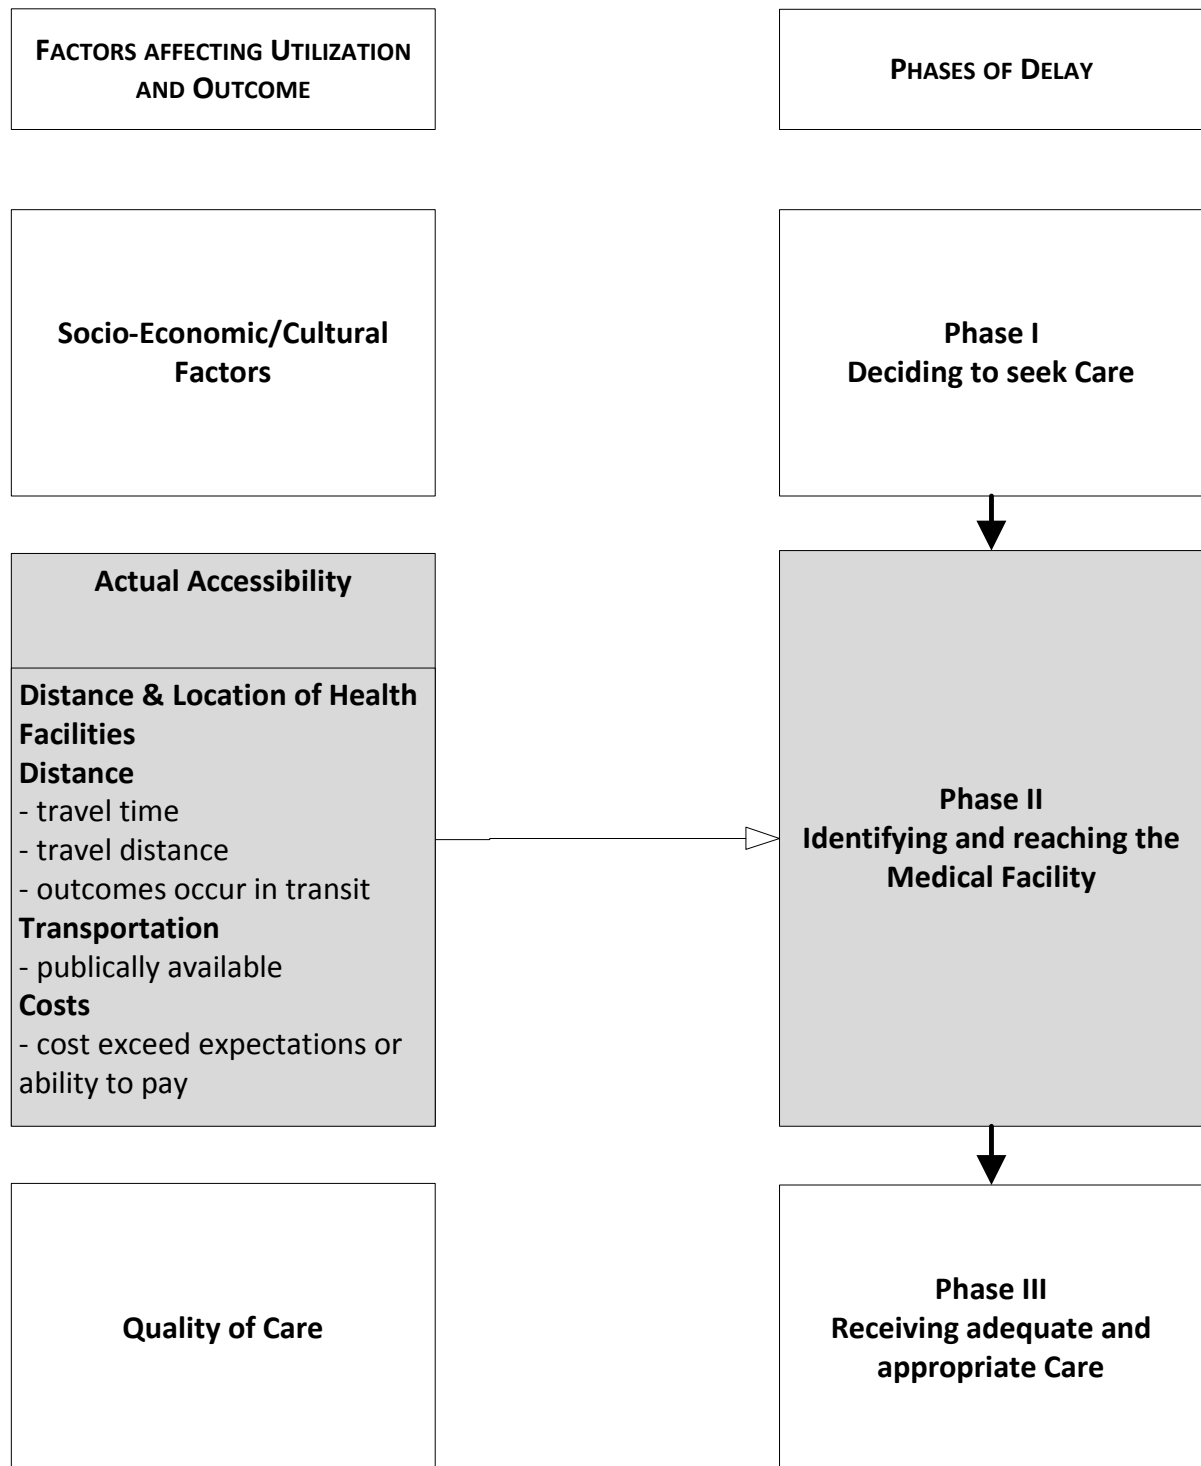 FACTORS AFFECTING UTILIZATION
AND OUTCOME
PHASES OF DELAY
Socio-Economic/Cultural
Factors
Phase I
Deciding to seek Care
Actual Accessibility
Distance & Location of Health
Facilities
Distance
- travel time
- travel distance
- outcomes occur in transit
Transportation
- publically available
Costs
- cost exceed expectations or
ability to pay
Phase II
Identifying and reaching the
Medical Facility
Quality of Care
Phase III
Receiving adequate and
appropriate Care